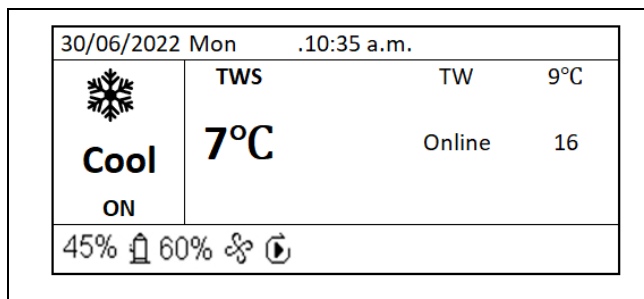 30/06/2022 Mon .10:35 a.m.
TWS TW 9℃
Cool 7℃ Online 16
ON
45% 60%